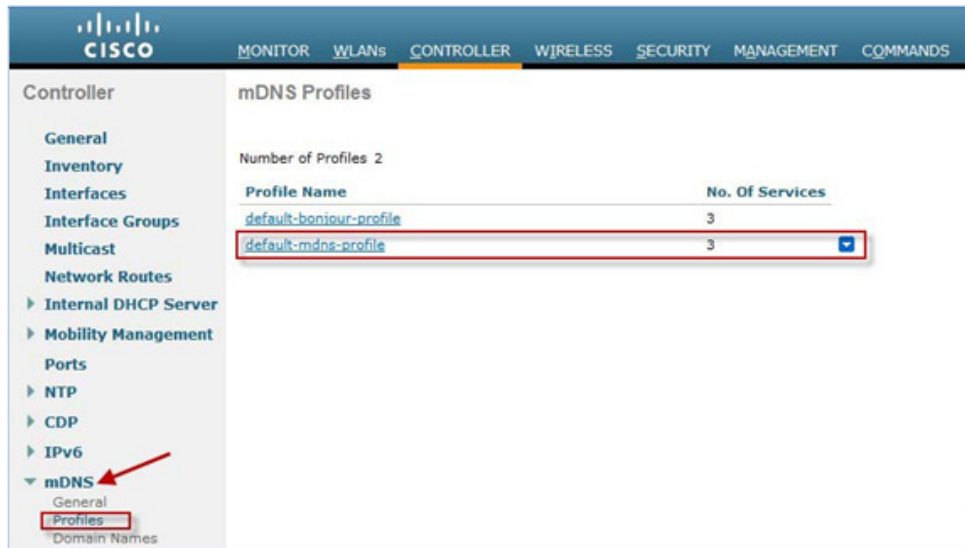 CISCO
MONITOR WLANs CONTROLLER WIRELESS SECURITY MANAGEMENT COMMANDS
Controller
General
Inventory
Interfaces
Interface Groups
Multicast
Network Routes
Internal DHCP Server
Mobility Management
Ports
NTP
CDP
IPv6
mDNS
General
Profiles
Domain Names
mDNS Profiles
Number of Profiles 2
Profile Name No. Of Services
default-bonjour-profile 3
default-mdns-profile 3